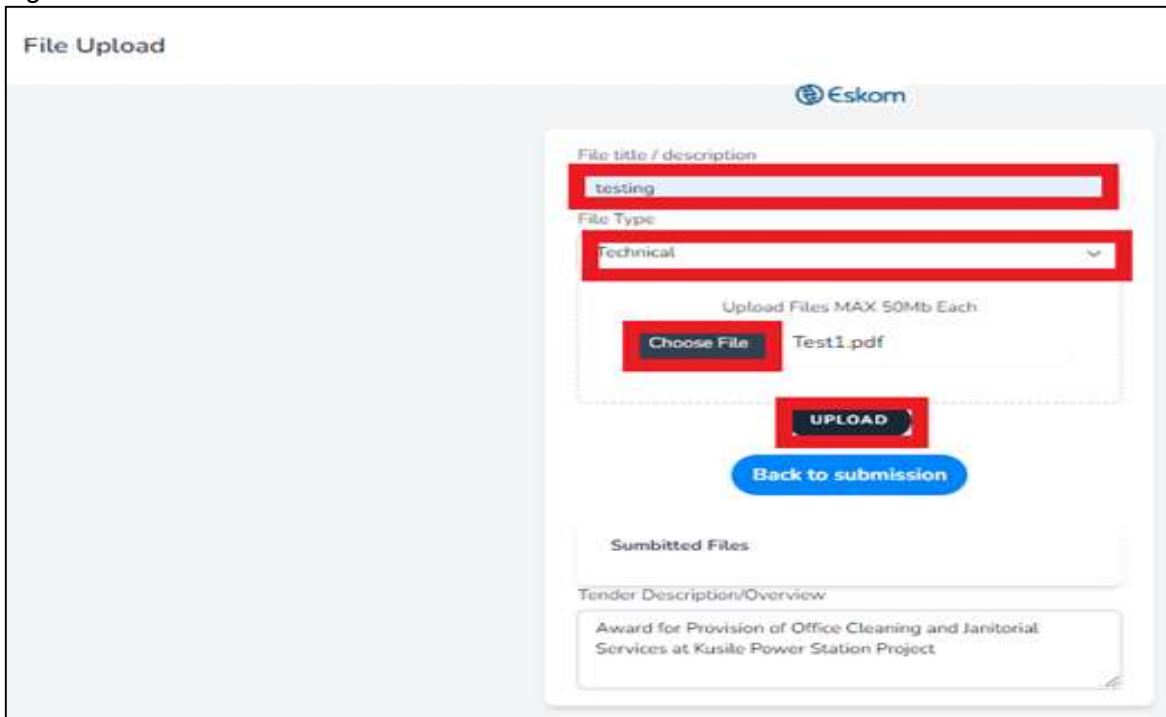 File Upload
Eskom
File title / description
testing
File Type
Technical
Upload Files MAX 50Mb Each
Choose File Test1.pdf
UPLOAD
Back to submission
Sumbitted Files
Tender Description/Overview
Award for Provision of Office Cleaning and Janitorial
Services at Kusile Power Station Project